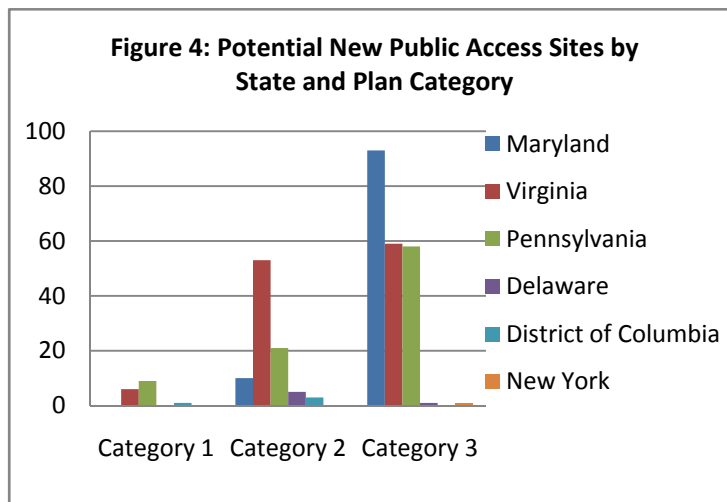 Figure 4: Potential New Public Access Sites by
State and Plan Category
100
80
60
40
20
0
Category 1 Category 2 Category 3
Maryland
Virginia
Pennsylvania
Delaware
District of Columbia
New York